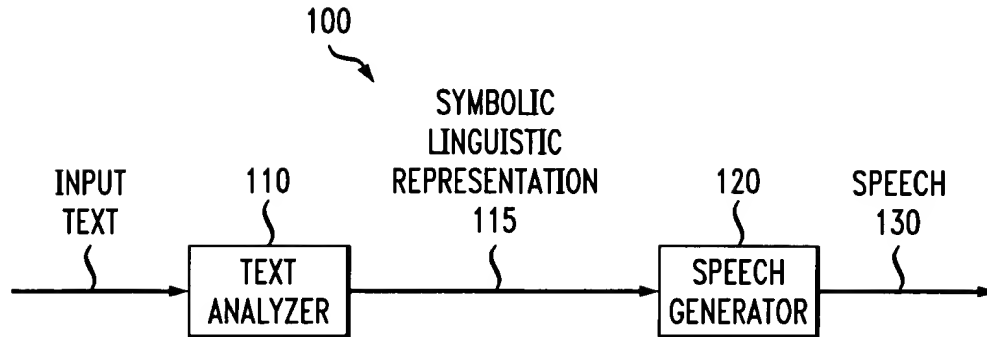 100
SYMBOLIC
LINGUISTIC
REPRESENTATION
115
INPUT
TEXT
110
120
SPEECH
130
TEXT
ANALYZER
SPEECH
GENERATOR